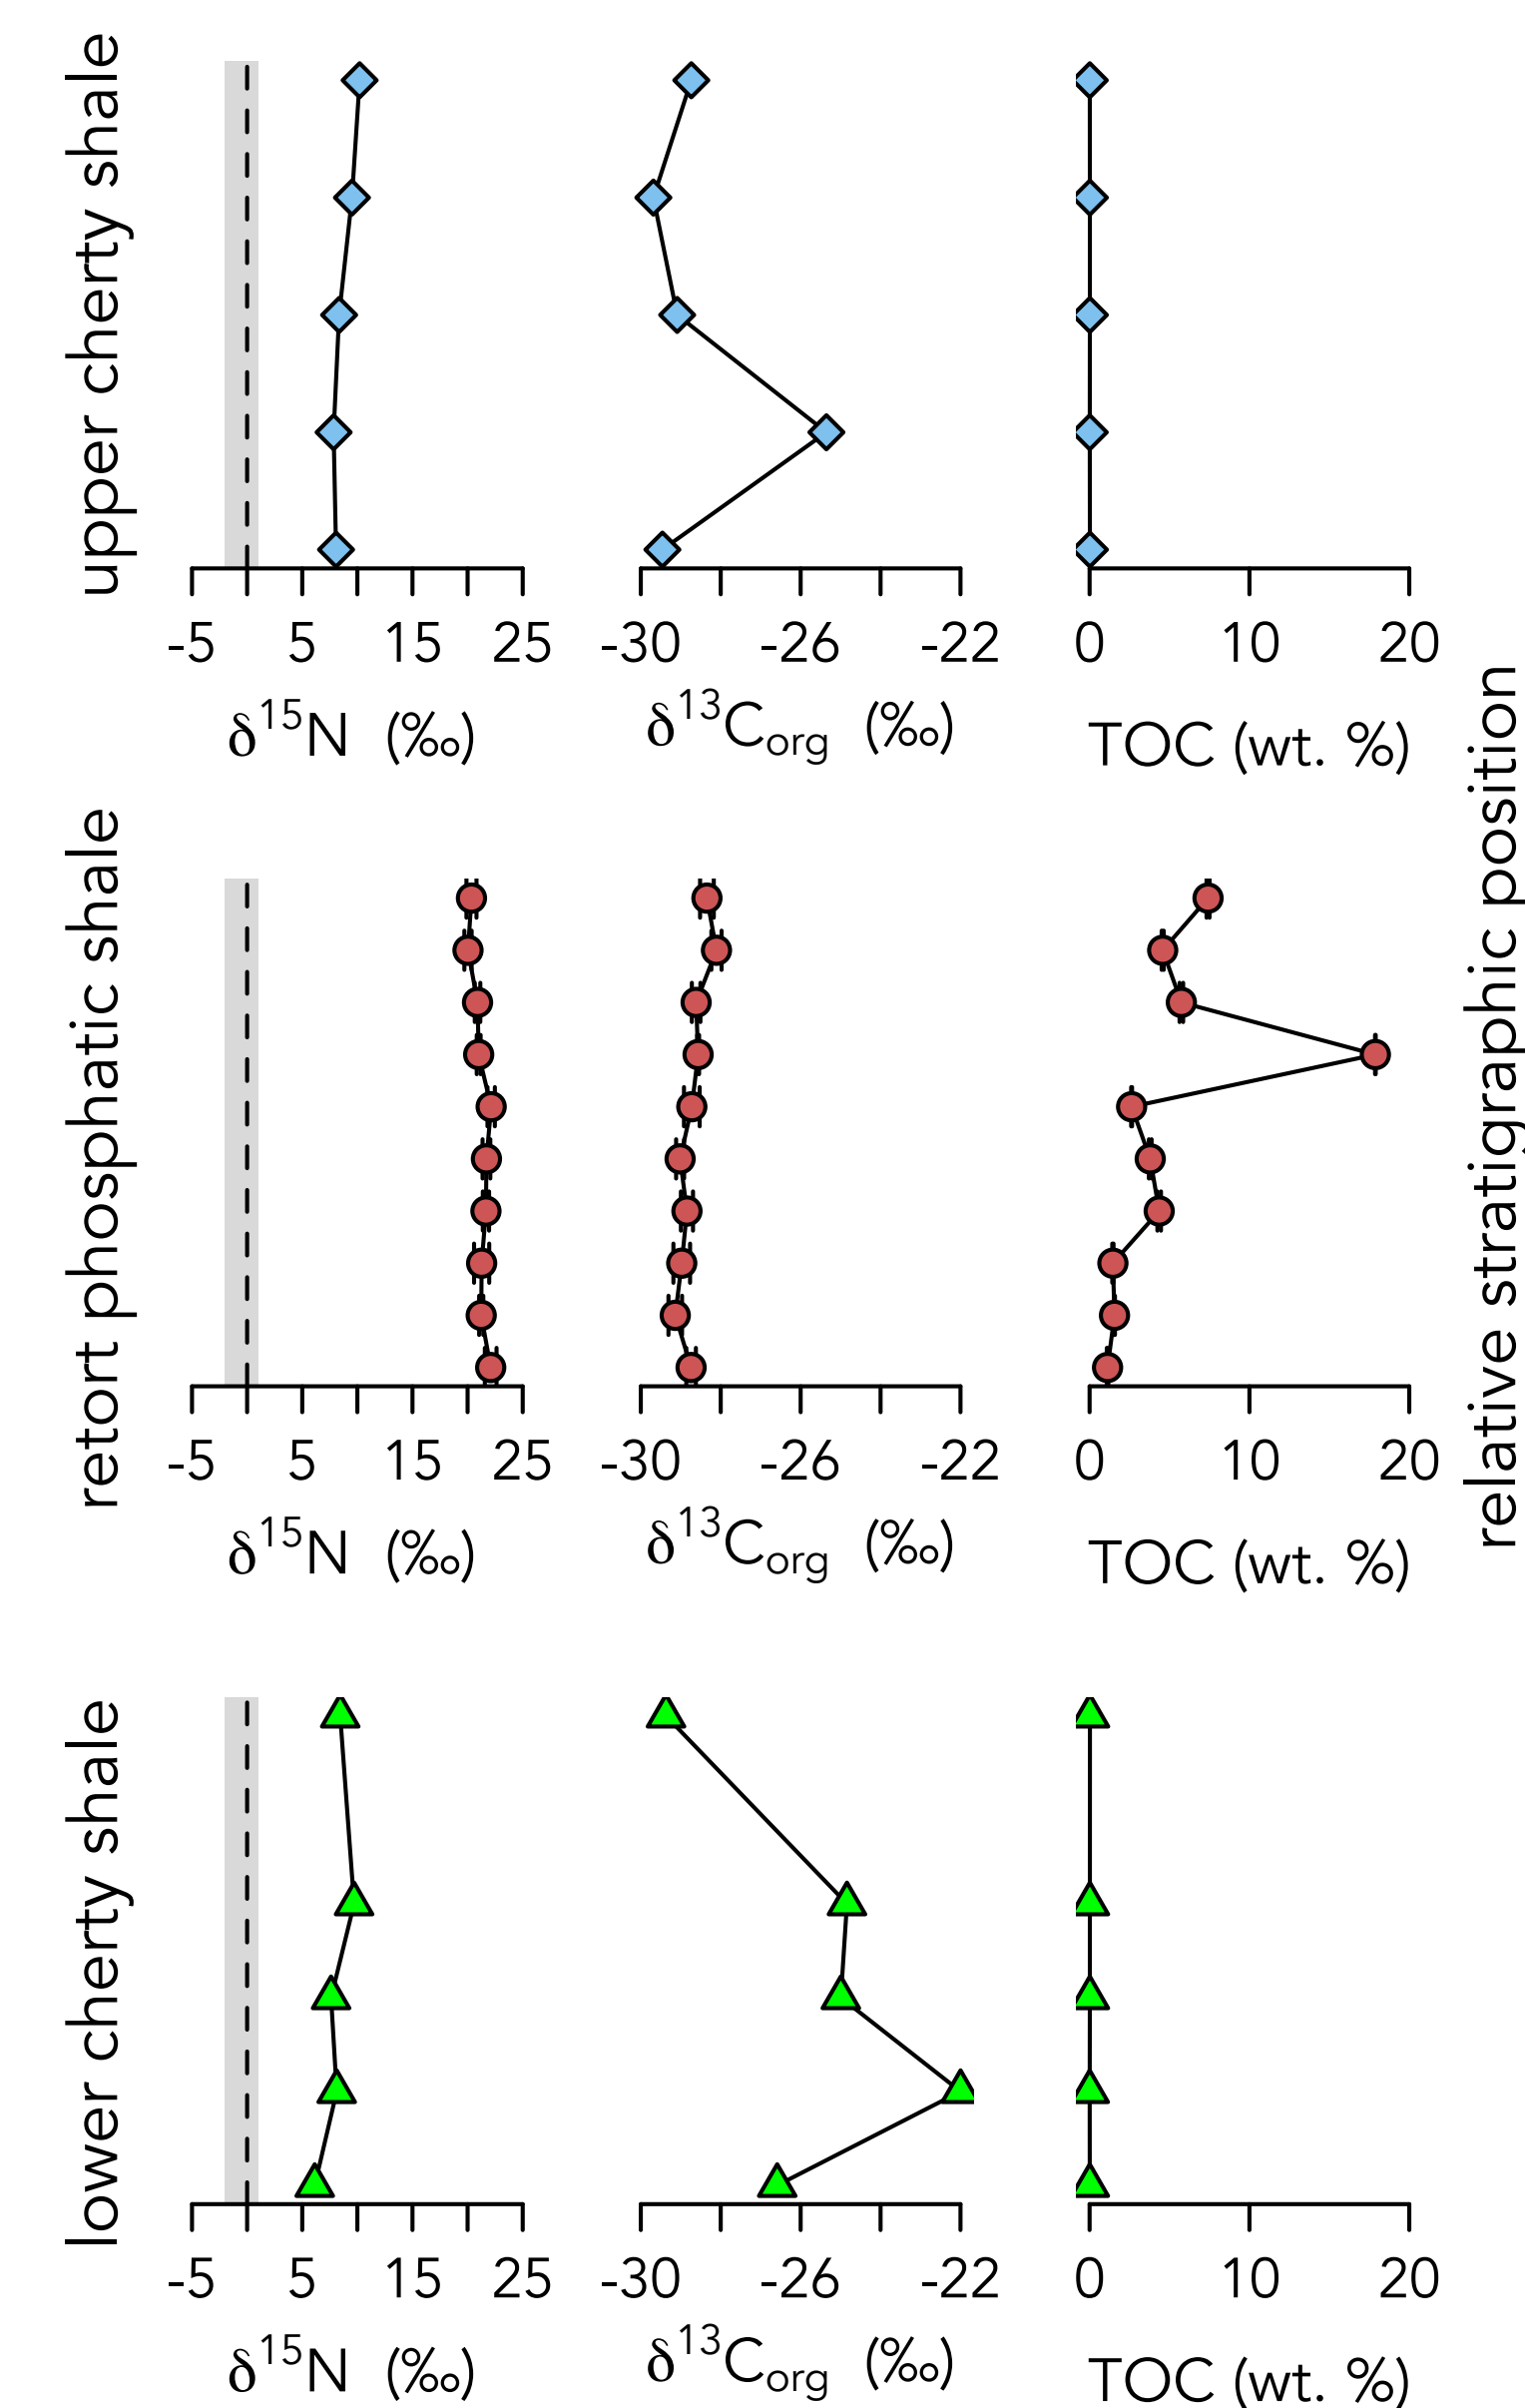 upper cherty shale
-5 5 15 25 -30 -26 -22 0 10 20
δ15N (‰) δ13Corg (‰) TOC (wt. %)
retort phosphatic shale
-5 5 15 25 -30 -26 -22 0 10 20
δ15N (‰) δ13Corg (‰) TOC (wt. %)
lower cherty shale
-5 5 15 25 -30 -26 -22 0 10 20
δ15N (‰) δ13Corg (‰) TOC (wt. %)
relative stratigraphic position